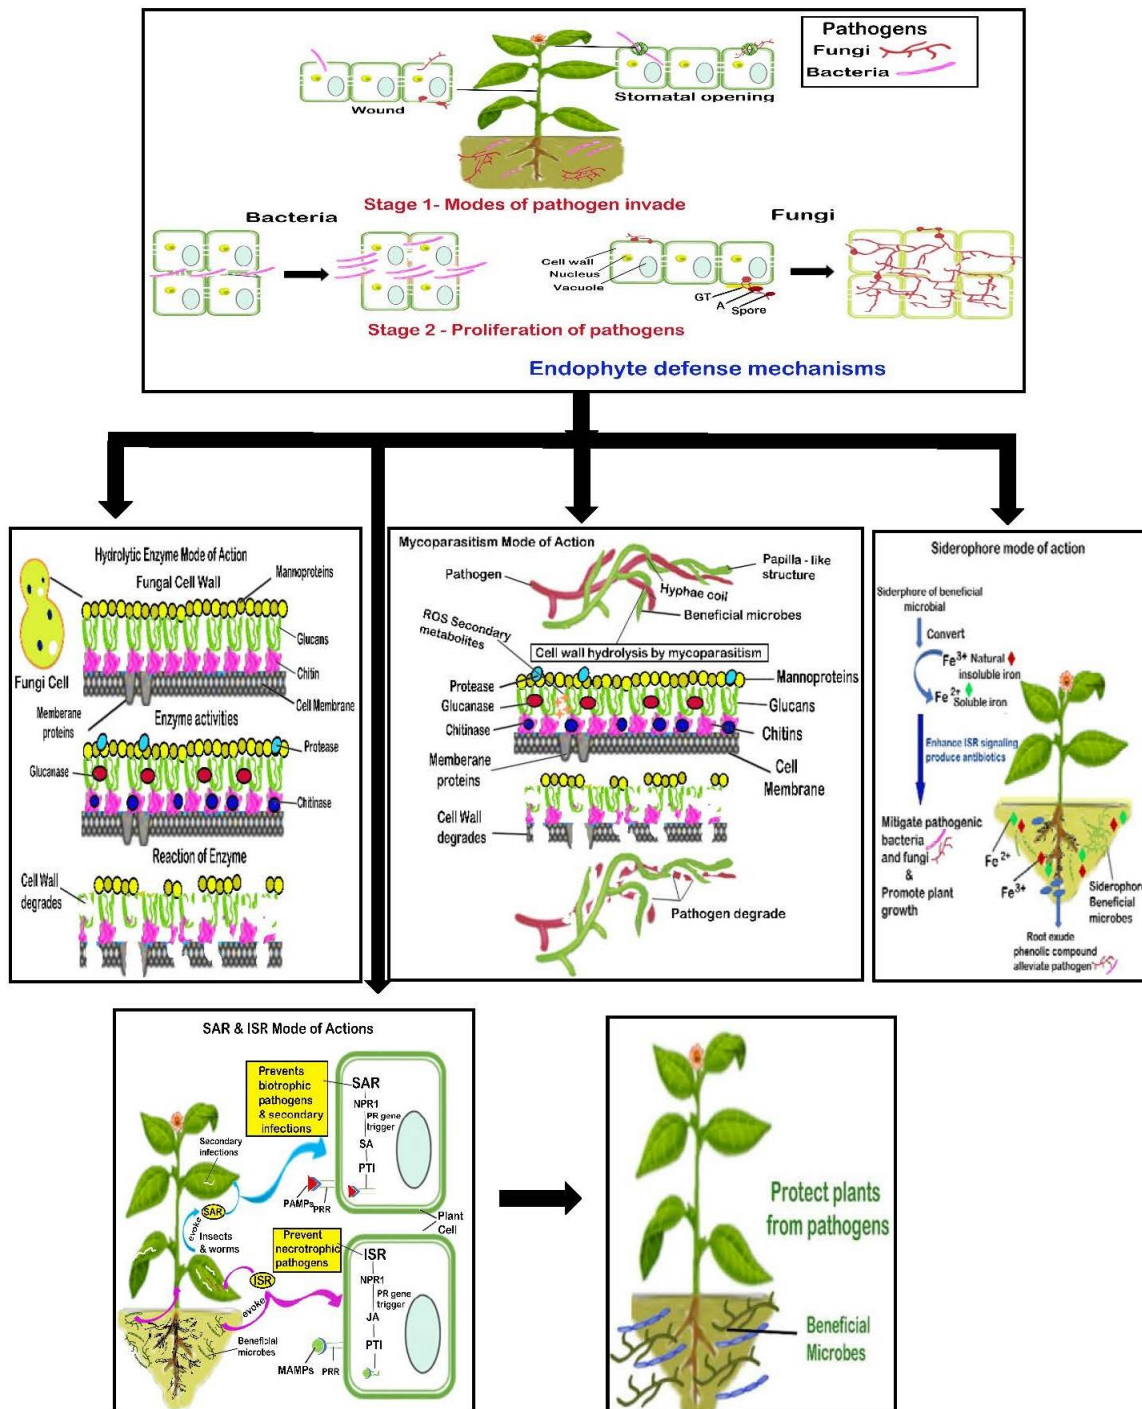 Pathogens
Fungi
Bacteria
Wound
Stomatal opening
Stage 1- Modes of pathogen invade
Bacteria
Fungi
Cell wall
Nucleus
Vacuole
GT
A
Spore
Stage 2 - Proliferation of pathogens
Endophyte defense mechanisms
Hydrolytic Enzyme Mode of Action
Fungal Cell Wall
Mannoproteins
Glucans
Chitin
Cell Membrane
Fungi Cell
Memberane
proteins
Enzyme activities
Protease
Glucanase
Chitinase
Reaction of Enzyme
Cell Wall
degrades
Mycoparasitism Mode of Action
Pathogen
Papilla - like
structure
Hyphae coil
Beneficial microbes
ROS Secondary
metabolites
Cell wall hydrolysis by mycoparasitism
Protease
Glucanase
Chitinase
Mannoproteins
Glucans
Chitins
Memberane
proteins
Cell
Membrane
Cell Wall
degrades
Pathogen degrade
Siderophore mode of action
Siderphore of beneficial
microbial
Convert
Fe3+ Natural
insoluble iron
Fe2+
Soluble iron
Enhance ISR signaling
produce antibiotics
Mitigate pathogenic
bacteria
and fungi
&
Promote plant
growth
Fe 2+
Fe3+
Siderophore
Beneficial
microbes
Root exude
phenolic compound
alleviate pathogen
SAR & ISR Mode of Actions
Prevents
biotrophic
pathogens
& secondary
infections
SAR
NPR1
PR gene
trigger
SA
PTI
Secondary
infections
SAR
evoke
Insects
& worms
PAMPs
PRR
Plant
Cell
Prevent
necrotrophic
pathogens
ISR
evoke
ISR
NPR1
PR gene
trigger
JA
PTI
Beneficial
microbes
MAMPs
PRR
Protect plants
from pathogens
Beneficial
Microbes